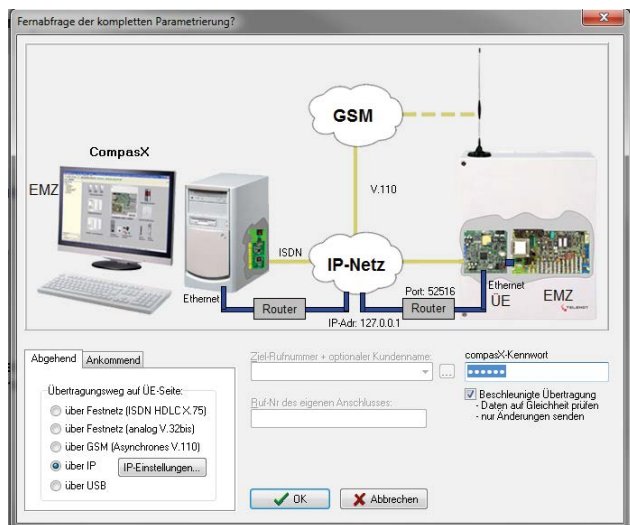 Fernabfrage der kompletten Parametrierung?
GSM
CompasX
EMZ
V.110
ISDN
IP-Netz
Ethernet
Router
IP-Adr: 127.0.0.1
Port: 52516
Router
Ethernet
ÜE
EMZ
TELENOT
Abgehend
Ankommend
Übertragungsweg auf ÜE-Seite:
über Festnetz (ISDN HDLC X.75)
über Festnetz (analog V.32bis)
über GSM (Asynchrones V.110)
über IP
IP-Einstellungen...
über USB
Ziel-Rufnummer + optionaler Kundenname:
...
Ruf-Nr des eigenen Anschlusses:
compasX-Kennwort
••••••
Beschleunigte Übertragung
- Daten auf Gleichheit prüfen
- nur Änderungen senden
OK
Abbrechen